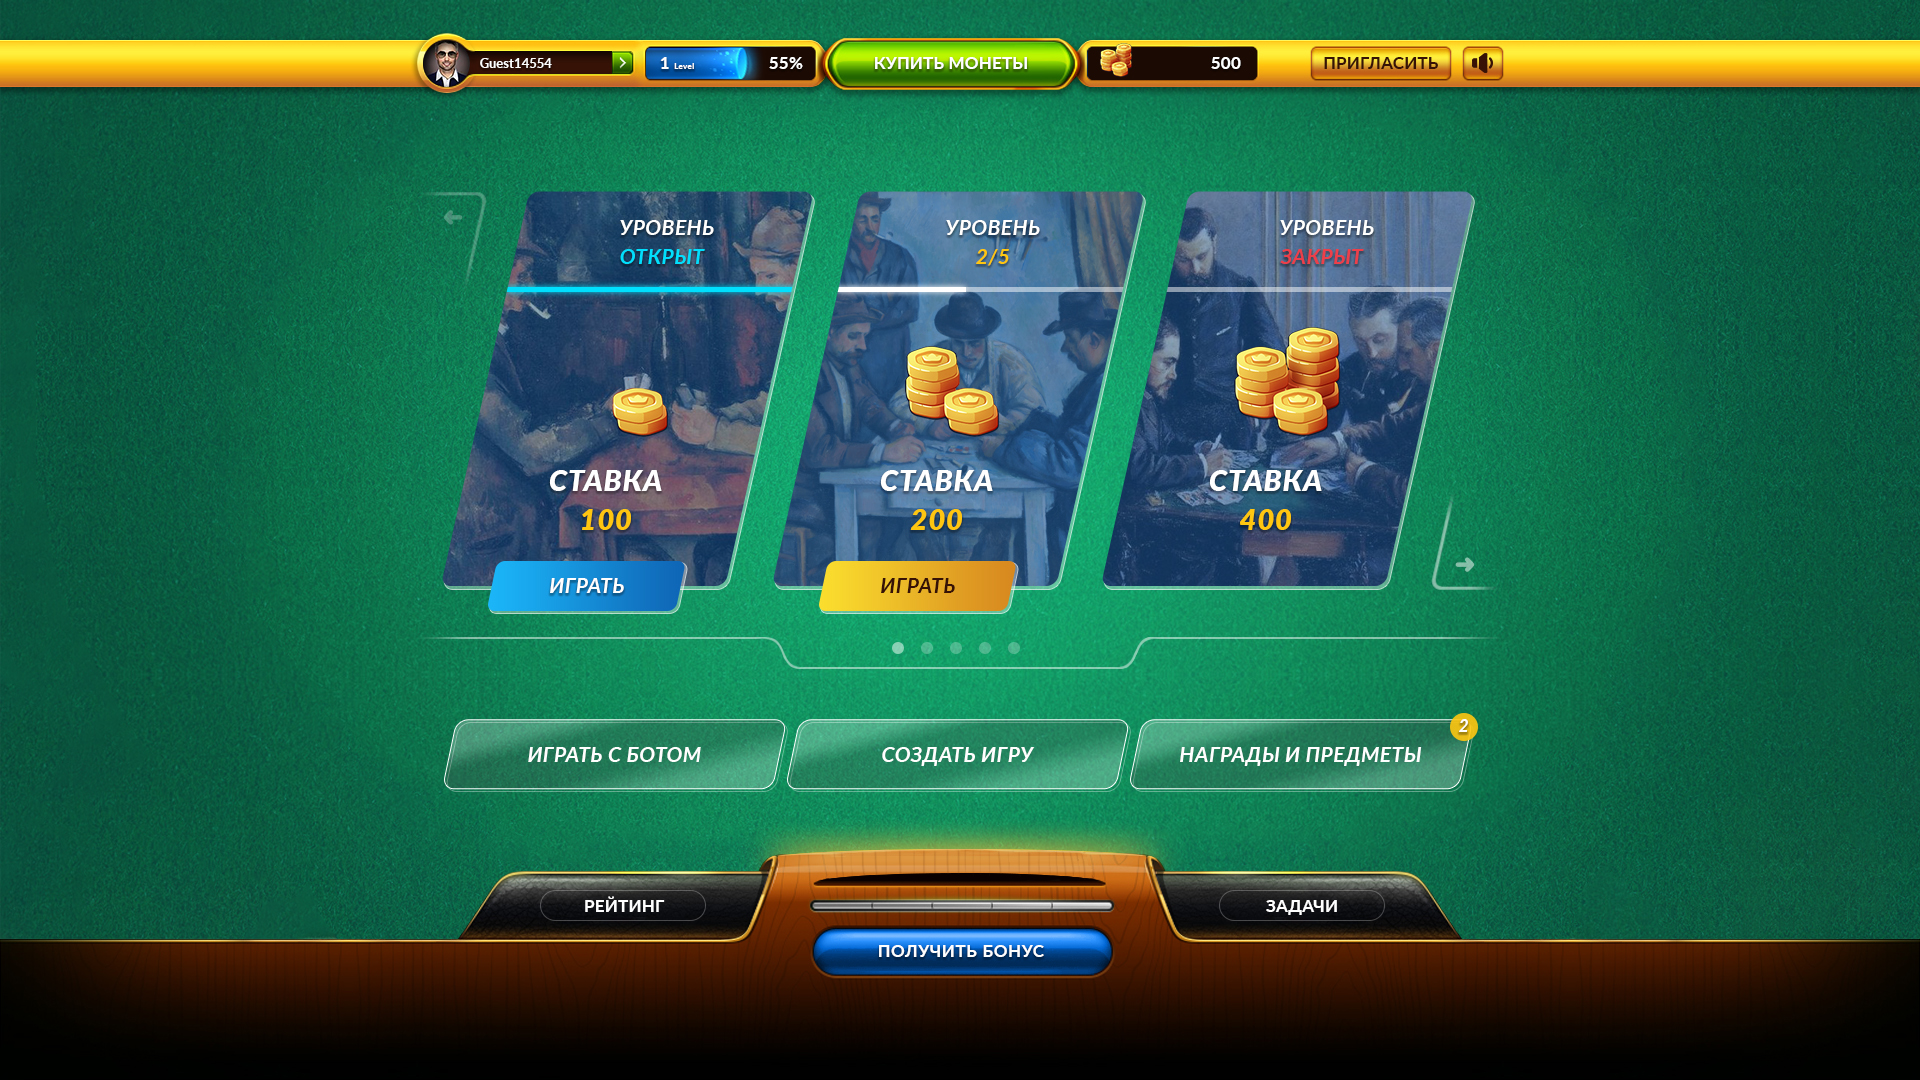 Guest14554
1 Level 55%
КУПИТЬ МОНЕТЫ
500
ПРИГЛАСИТЬ
УРОВЕНЬ
ОТКРЫТ
СТАВКА
100
ИГРАТЬ
УРОВЕНЬ
2/5
СТАВКА
200
ИГРАТЬ
УРОВЕНЬ
ЗАКРЫТ
СТАВКА
400
ИГРАТЬ С БОТОМ
СОЗДАТЬ ИГРУ
НАГРАДЫ И ПРЕДМЕТЫ
2
РЕЙТИНГ
ЗАДАЧИ
ПОЛУЧИТЬ БОНУС